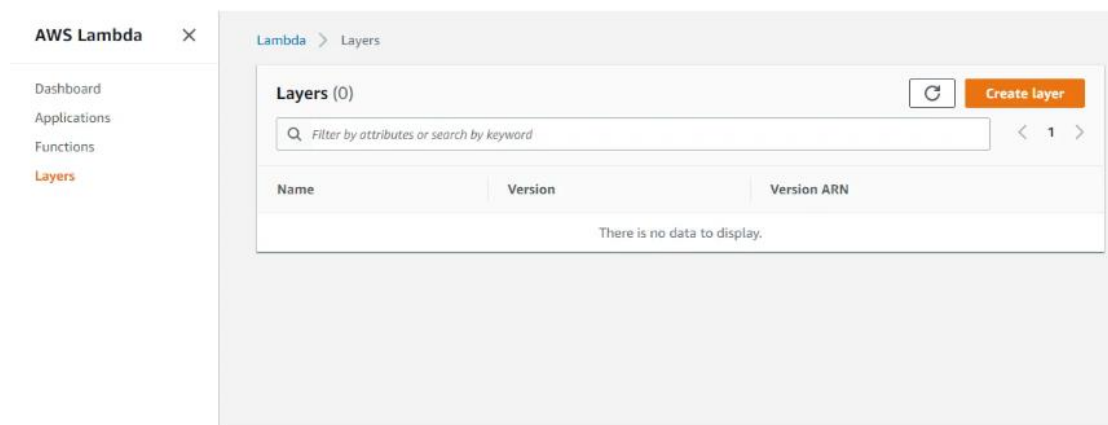 AWS Lambda
Dashboard
Applications
Functions
Layers
Lambda > Layers
Layers (0)
Create layer
Filter by attributes or search by keyword
< 1 >
Name Version Version ARN
There is no data to display.